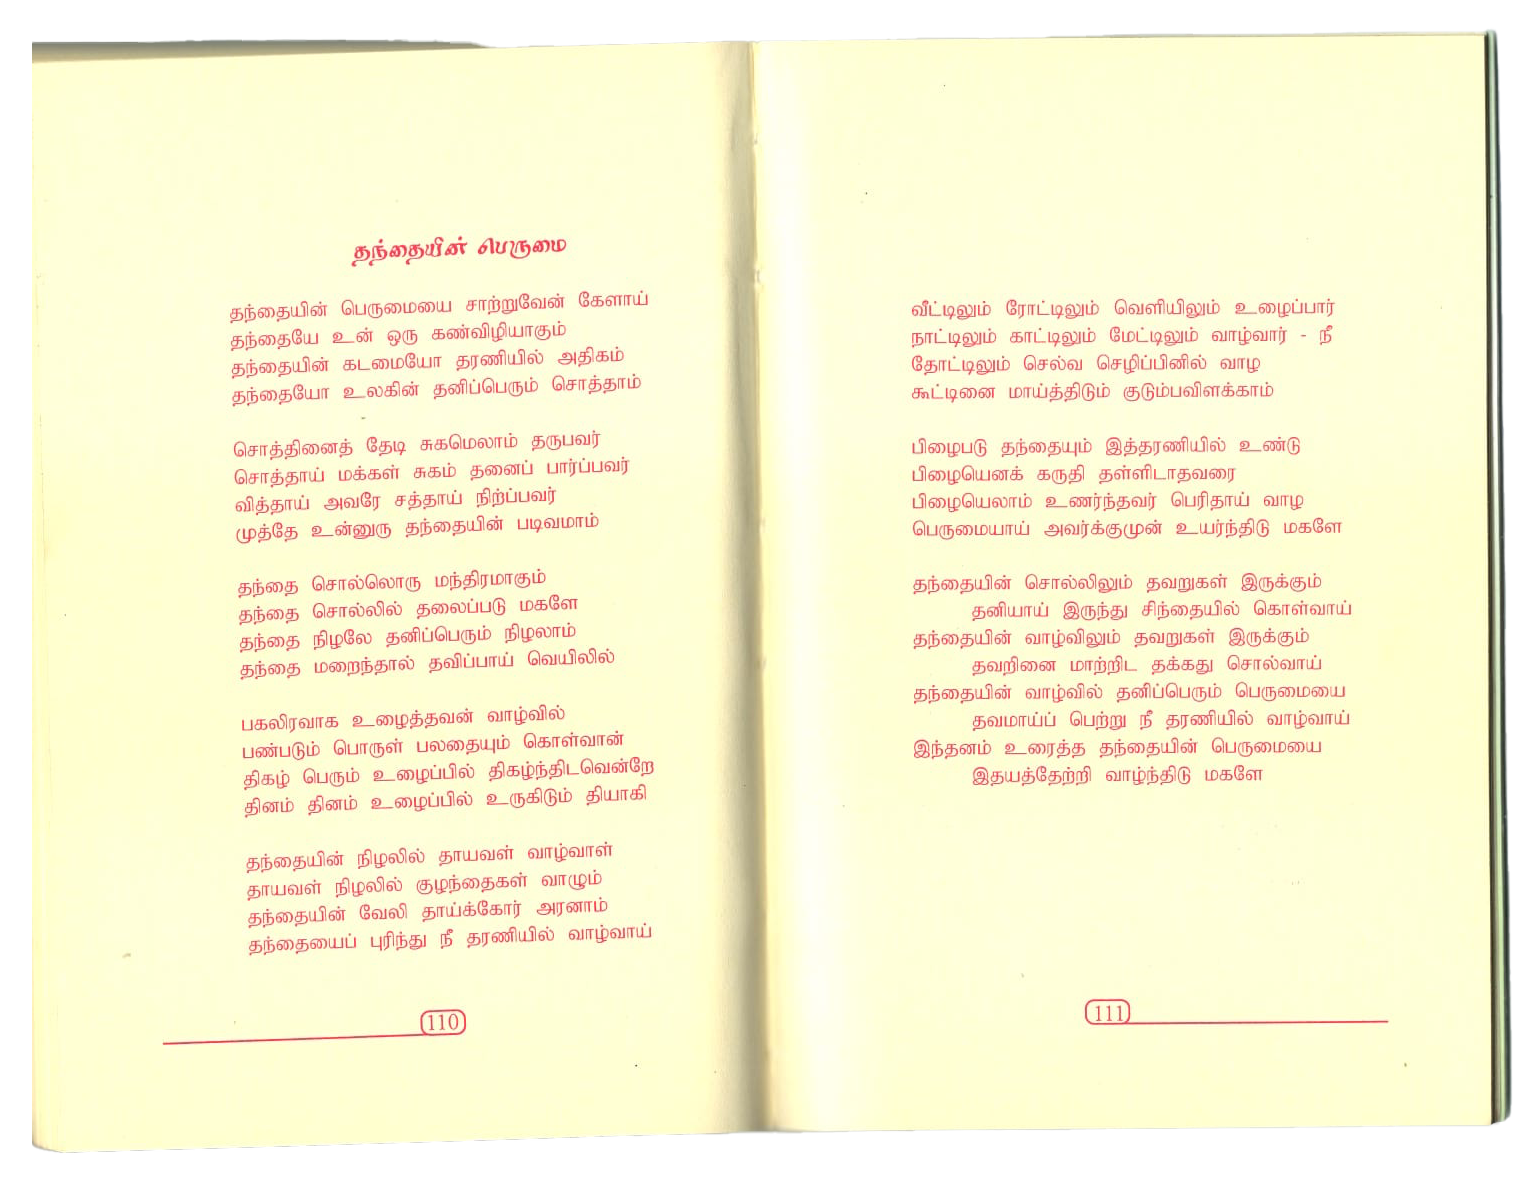 தந்தையின் பெருமை
தந்தையின் பெருமையை சாற்றுவேன் கேளாய்
தந்தையே உன் ஒரு கண்விழியாகும்
தந்தையின் கடமையோ தரணியில் அதிகம்
தந்தையோ உலகின் தனிப்பெரும் சொத்தாம்
சொத்தினைத் தேடி சுகமெலாம் தருபவர்
சொத்தாய் மக்கள் சுகம் தனைப் பார்ப்பவர்
வித்தாய் அவரே சத்தாய் நிற்ப்பவர்
முத்தே உன்னுரு தந்தையின் படிவமாம்
தந்தை சொல்லொரு மந்திரமாகும்
தந்தை சொல்லில் தலைப்படு மகளே
தந்தை நிழலே தனிப்பெரும் நிழலாம்
தந்தை மறைந்தால் தவிப்பாய் வெயிலில்
பகலிரவாக உழைத்தவன் வாழ்வில்
பண்படும் பொருள் பலதையும் கொள்வான்
திகழ் பெரும் உழைப்பில் திகழ்ந்திடவென்றே
தினம் தினம் உழைப்பில் உருகிடும் தியாகி
தந்தையின் நிழலில் தாயவள் வாழ்வாள்
தாயவள் நிழலில் குழந்தைகள் வாழும்
தந்தையின் வேலி தாய்க்கோர் அரனாம்
தந்தையைப் புரிந்து நீ தரணியில் வாழ்வாய்
110
வீட்டிலும் ரோட்டிலும் வெளியிலும் உழைப்பார்
நாட்டிலும் காட்டிலும் மேட்டிலும் வாழ்வார் - நீ
தோட்டிலும் செல்வ செழிப்பினில் வாழ
கூட்டினை மாய்த்திடும் குடும்பவிளக்காம்
பிழைபடு தந்தையும் இத்தரணியில் உண்டு
பிழையெனக் கருதி தள்ளிடாதவரை
பிழையெலாம் உணர்ந்தவர் பெரிதாய் வாழ
பெருமையாய் அவர்க்குமுன் உயர்ந்திடு மகளே
தந்தையின் சொல்லிலும் தவறுகள் இருக்கும்
தனியாய் இருந்து சிந்தையில் கொள்வாய்
தந்தையின் வாழ்விலும் தவறுகள் இருக்கும்
தவறினை மாற்றிட தக்கது சொல்வாய்
தந்தையின் வாழ்வில் தனிப்பெரும் பெருமையை
தவமாய்ப் பெற்று நீ தரணியில் வாழ்வாய்
இந்தனம் உரைத்த தந்தையின் பெருமையை
இதயத்தேற்றி வாழ்ந்திடு மகளே
111